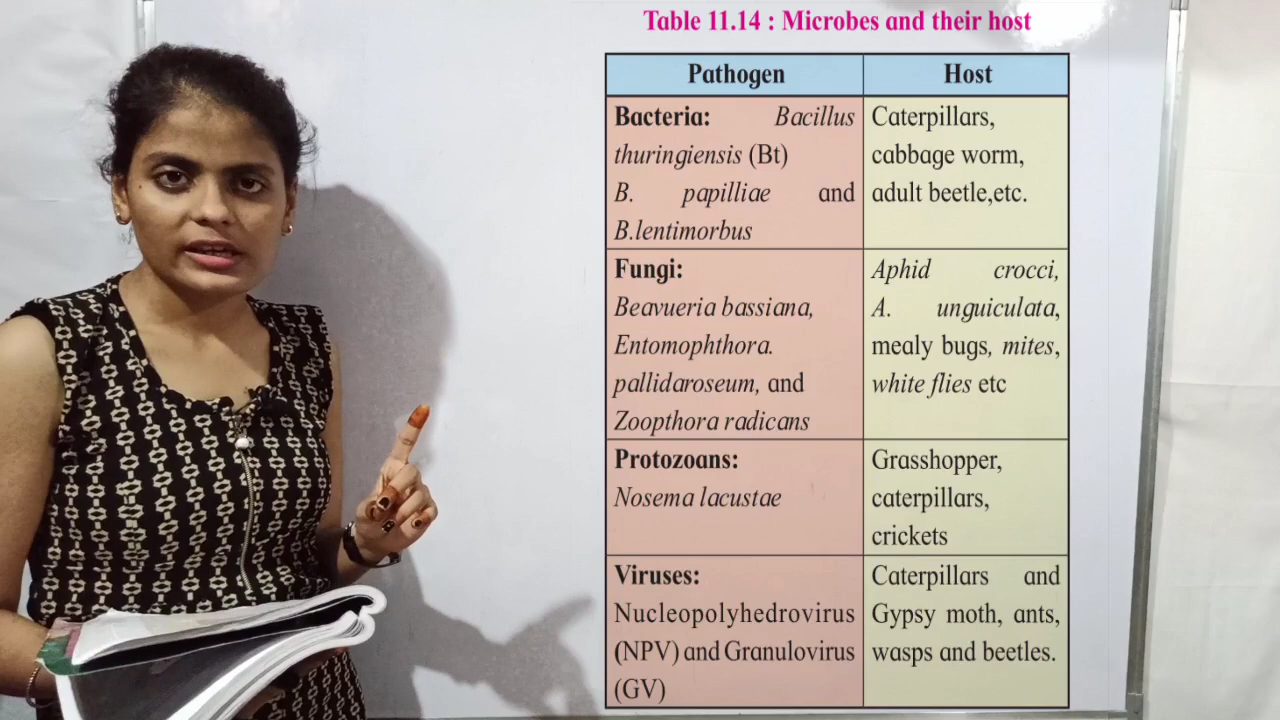 Table 11.14 : Microbes and their host
Pathogen
Host
Bacteria: Bacillus
thuringiensis (Bt)
B. papilliae and
B.lentimorbus
Caterpillars,
cabbage worm,
adult beetle,etc.
Fungi:
Beavueria bassiana,
Entomophthora.
pallidaroseum, and
Zoopthora radicans
Aphid crocci,
A. unguiculata,
mealy bugs, mites,
white flies etc
Protozoans:
Nosema lacustae
Grasshopper,
caterpillars,
crickets
Viruses:
Nucleopolyhedrovirus
(NPV) and Granulovirus
(GV)
Caterpillars and
Gypsy moth, ants,
wasps and beetles.